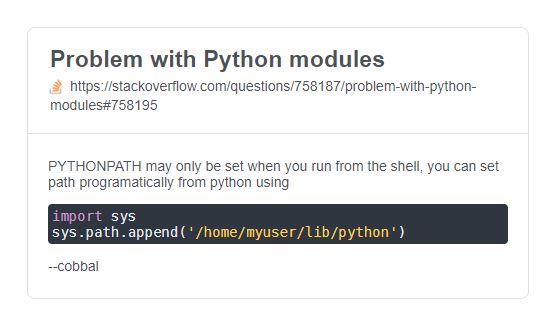 Problem with Python modules
https://stackoverflow.com/questions/758187/problem-with-python-
modules#758195
PYTHONPATH may only be set when you run from the shell, you can set
path programatically from python using
import sys
sys.path.append('/home/myuser/lib/python')
--cobbal